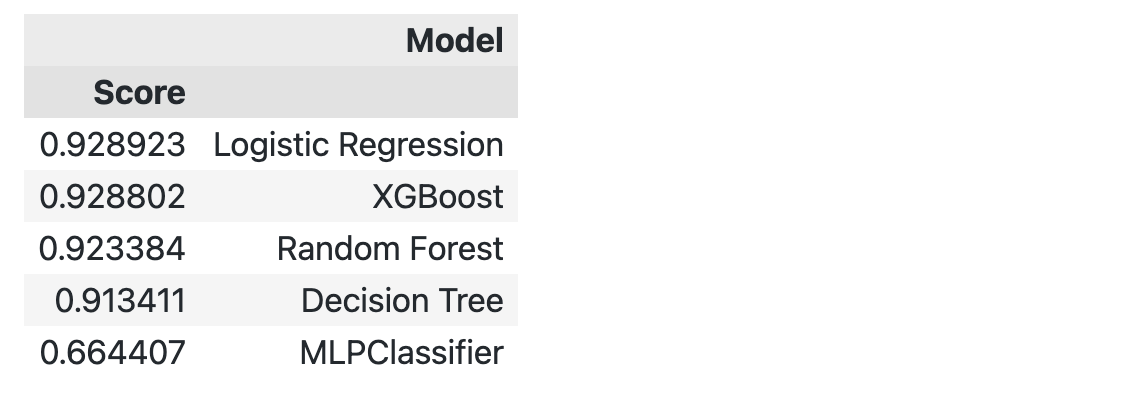 Model
Score
0.928923 Logistic Regression
0.928802 XGBoost
0.923384 Random Forest
0.913411 Decision Tree
0.664407 MLPClassifier